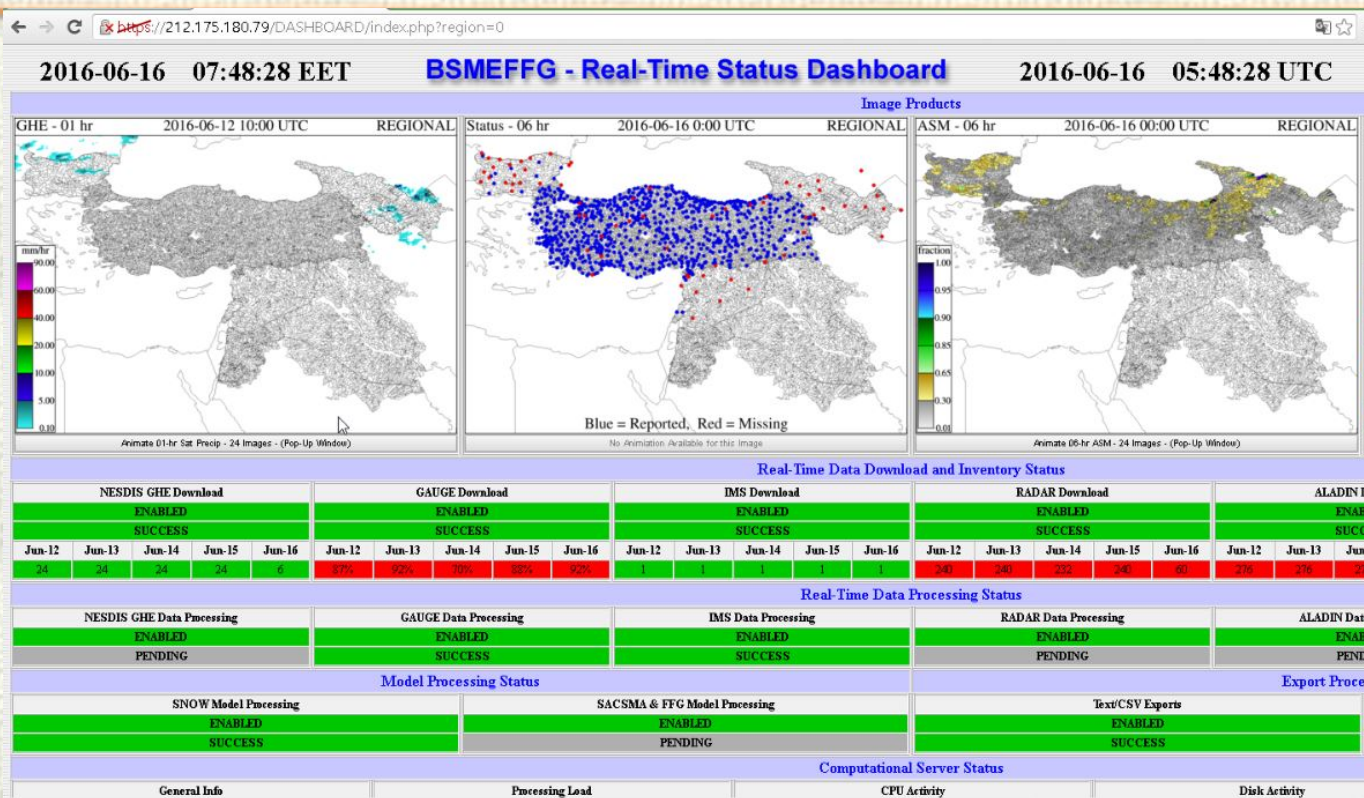 https://212.175.180.79/DASHBOARD/index.php?region=0
2016-06-16 07:48:28 EET
BSMEFFG - Real-Time Status Dashboard
2016-06-16 05:48:28 UTC
Image Products
GHE - 01 hr 2016-06-12 10:00 UTC REGIONAL
mm/hr
90.00
60.00
40.00
20.00
10.00
5.00
0.10
Animate 01-hr Sat Precip - 24 Images - (Pop-Up Window)
Status - 06 hr 2016-06-16 0:00 UTC REGIONAL
Blue = Reported, Red = Missing
No Animation Available for this Image
ASM - 06 hr 2016-06-16 00:00 UTC REGIONAL
fraction
1.00
0.95
0.90
0.85
0.65
0.30
0.01
Animate 06-hr ASM - 24 Images - (Pop-Up Window)
Real-Time Data Download and Inventory Status
NESDIS GHE Download GAUGE Download IMS Download RADAR Download ALADIN
ENABLED ENABLED ENABLED ENABLED
SUCCESS SUCCESS SUCCESS SUCCESS
Jun-12 Jun-13 Jun-14 Jun-15 Jun-16 Jun-12 Jun-13 Jun-14 Jun-15 Jun-16 Jun-12 Jun-13 Jun-14 Jun-15 Jun-16 Jun-12 Jun-13 Jun-14 Jun-15 Jun-16 Jun-12 Jun-13
24 24 24 24 6 87% 92% 70% 88% 92% 1 1 1 1 1 240 240 232 240 60 276 276
Real-Time Data Processing Status
NESDIS GHE Data Processing GAUGE Data Processing IMS Data Processing RADAR Data Processing ALADIN Dat
ENABLED ENABLED ENABLED ENABLED
PENDING SUCCESS SUCCESS PENDING
Model Processing Status Export Proce
SNOW Model Processing SACSMA & FFG Model Processing Text/CSV Exports
ENABLED ENABLED ENABLED
SUCCESS PENDING SUCCESS
Computational Server Status
General Info Processing Load CPU Activity Disk Activity